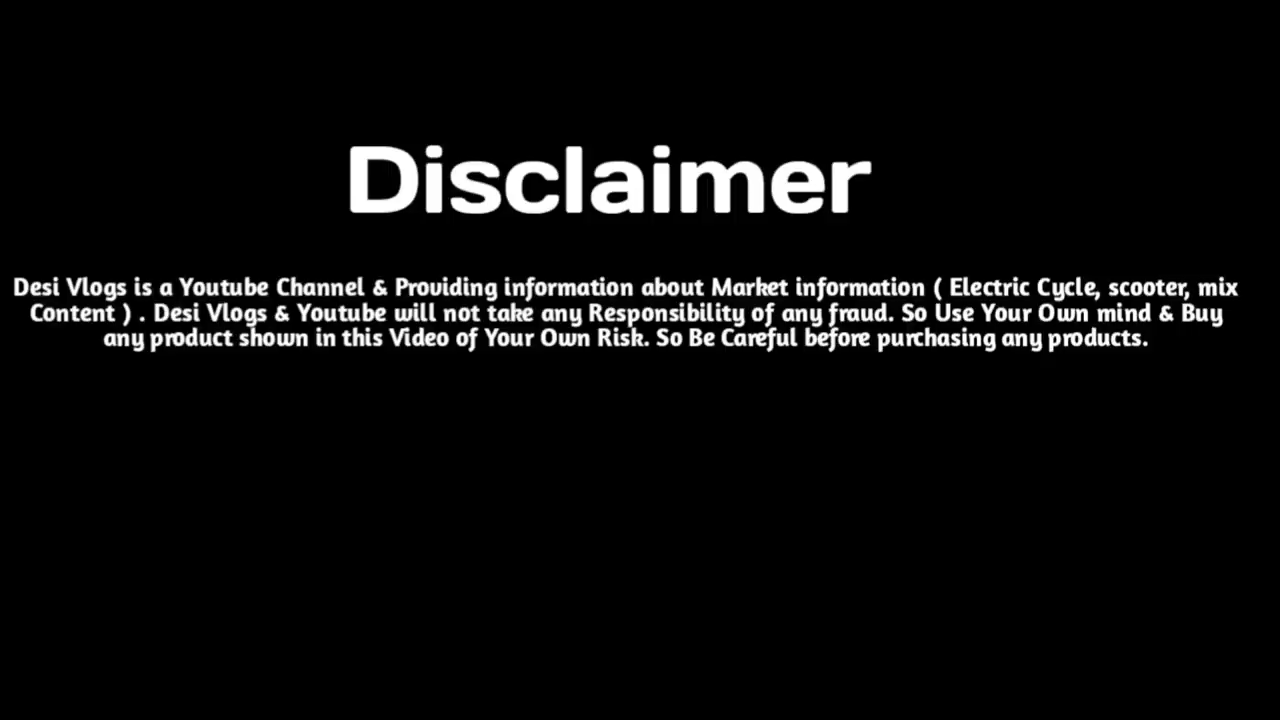 Disclaimer
Desi Vlogs is a Youtube Channel & Providing information about Market information ( Electric Cycle, scooter, mix
Content ) . Desi Vlogs & Youtube will not take any Responsibility of any fraud. So Use Your Own mind & Buy
any product shown in this Video of Your Own Risk. So Be Careful before purchasing any products.